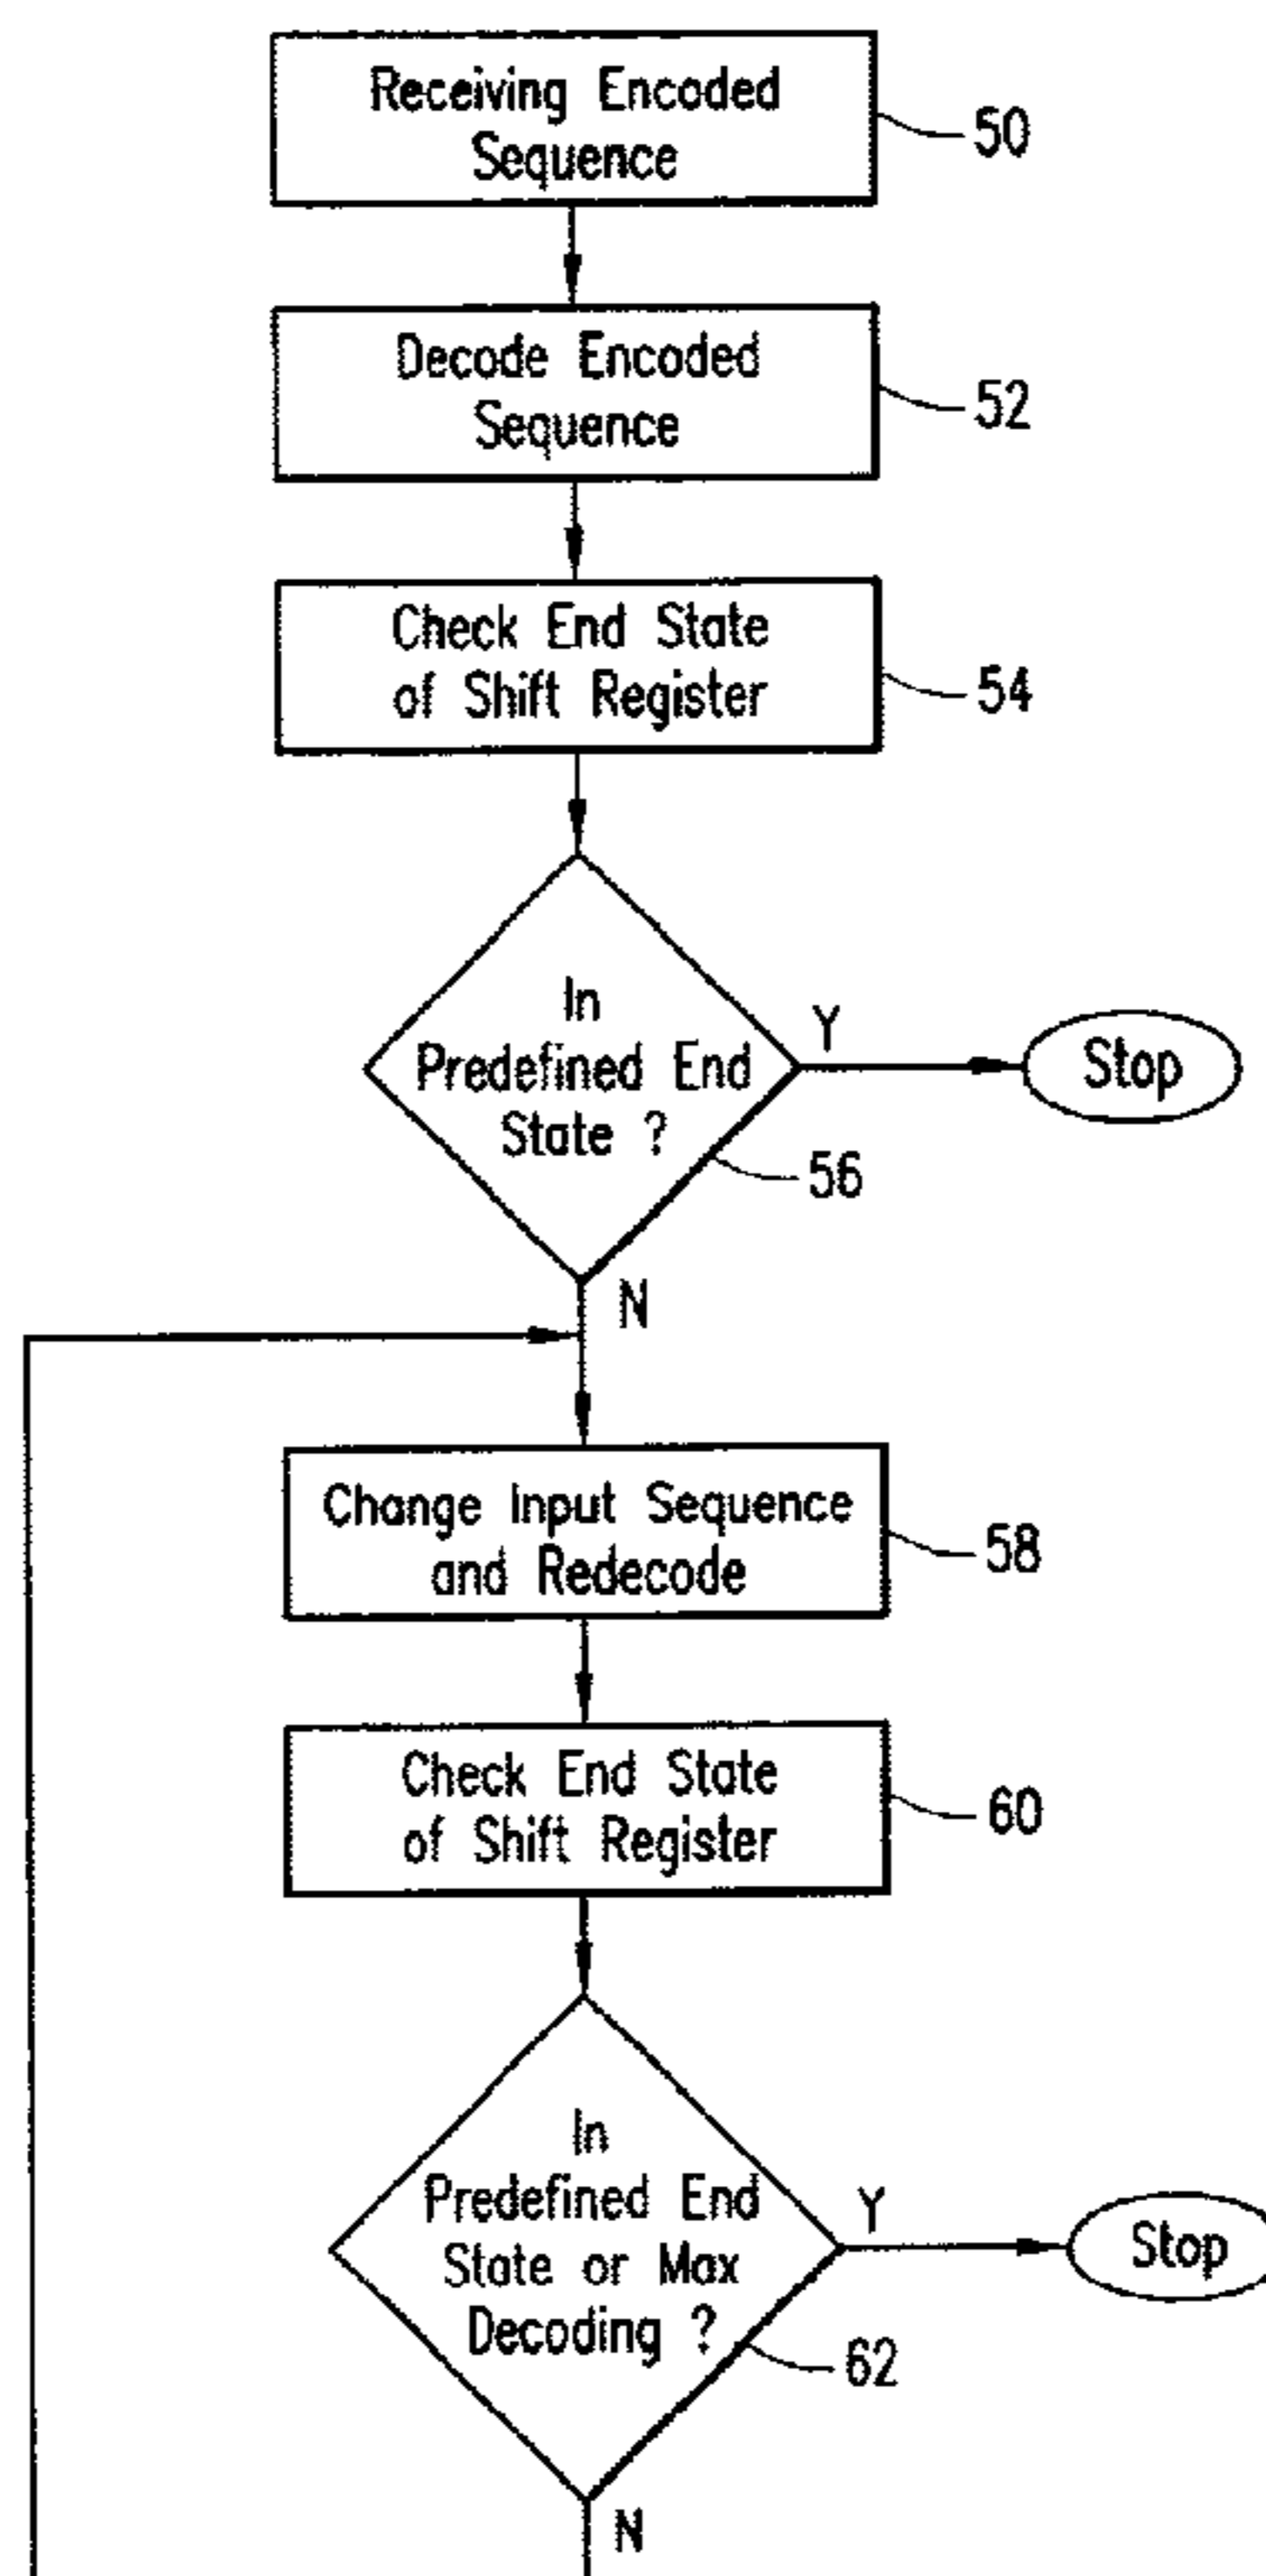 Receiving Encoded
Sequence
50
Decode Encoded
Sequence
52
Check End State
of Shift Register
54
In
Predefined End
State ?
Y
Stop
56
N
Change Input Sequence
and Redecode
58
Check End State
of Shift Register
60
In
Predefined End
State or Max
Decoding ?
Y
Stop
62
N